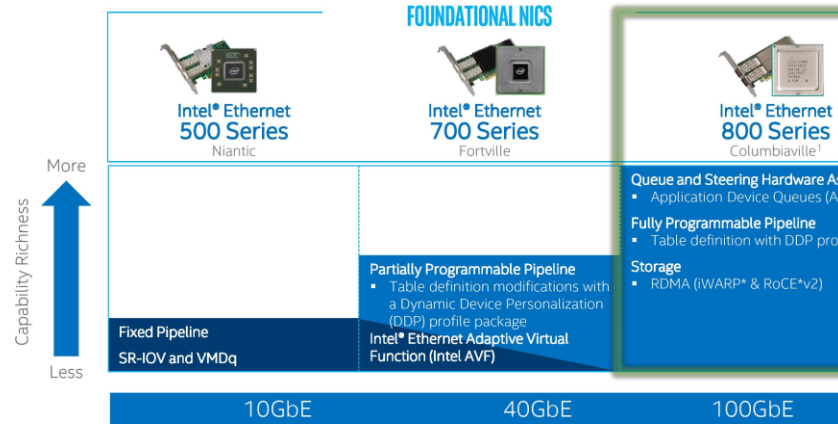 FOUNDATIONAL NICS
Intel® Ethernet
500 Series
Niantic
Intel® Ethernet
700 Series
Fortville
Intel® Ethernet
800 Series
Columbiaville¹
More
Capability Richness
Less
Fixed Pipeline
SR-IOV and VMDq
Partially Programmable Pipeline
▪ Table definition modifications with
a Dynamic Device Personalization
(DDP) profile package
Intel® Ethernet Adaptive Virtual
Function (Intel AVF)
Queue and Steering Hardware As
▪ Application Device Queues (A
Fully Programmable Pipeline
▪ Table definition with DDP pro
Storage
▪ RDMA (iWARP* & RoCE*v2)
10GbE
40GbE
100GbE